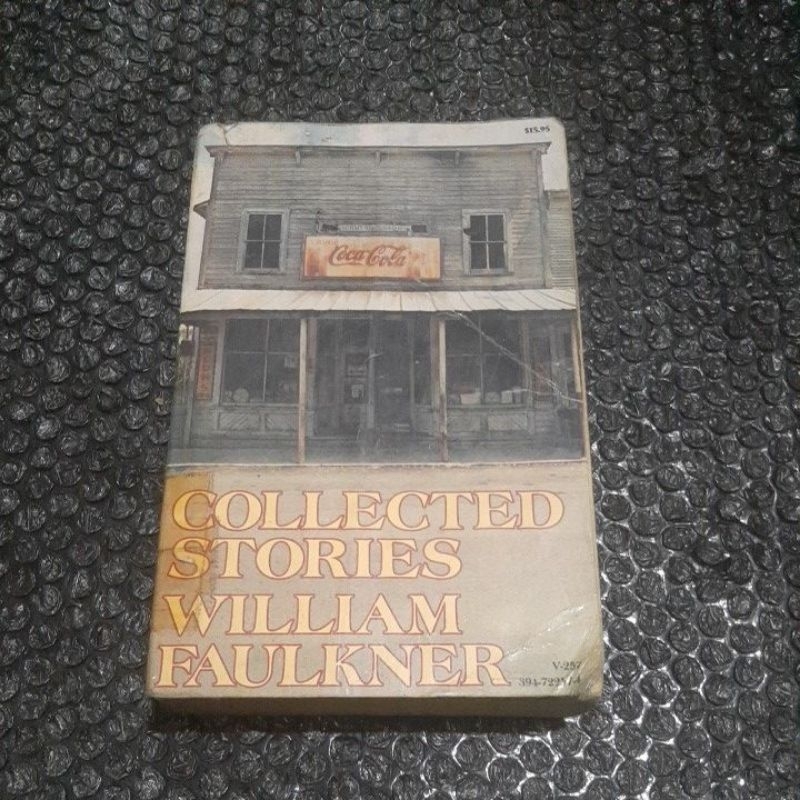 $15.95
Coca-Cola
COLLECTED
STORIES
WILLIAM
FAULKNER
V-257